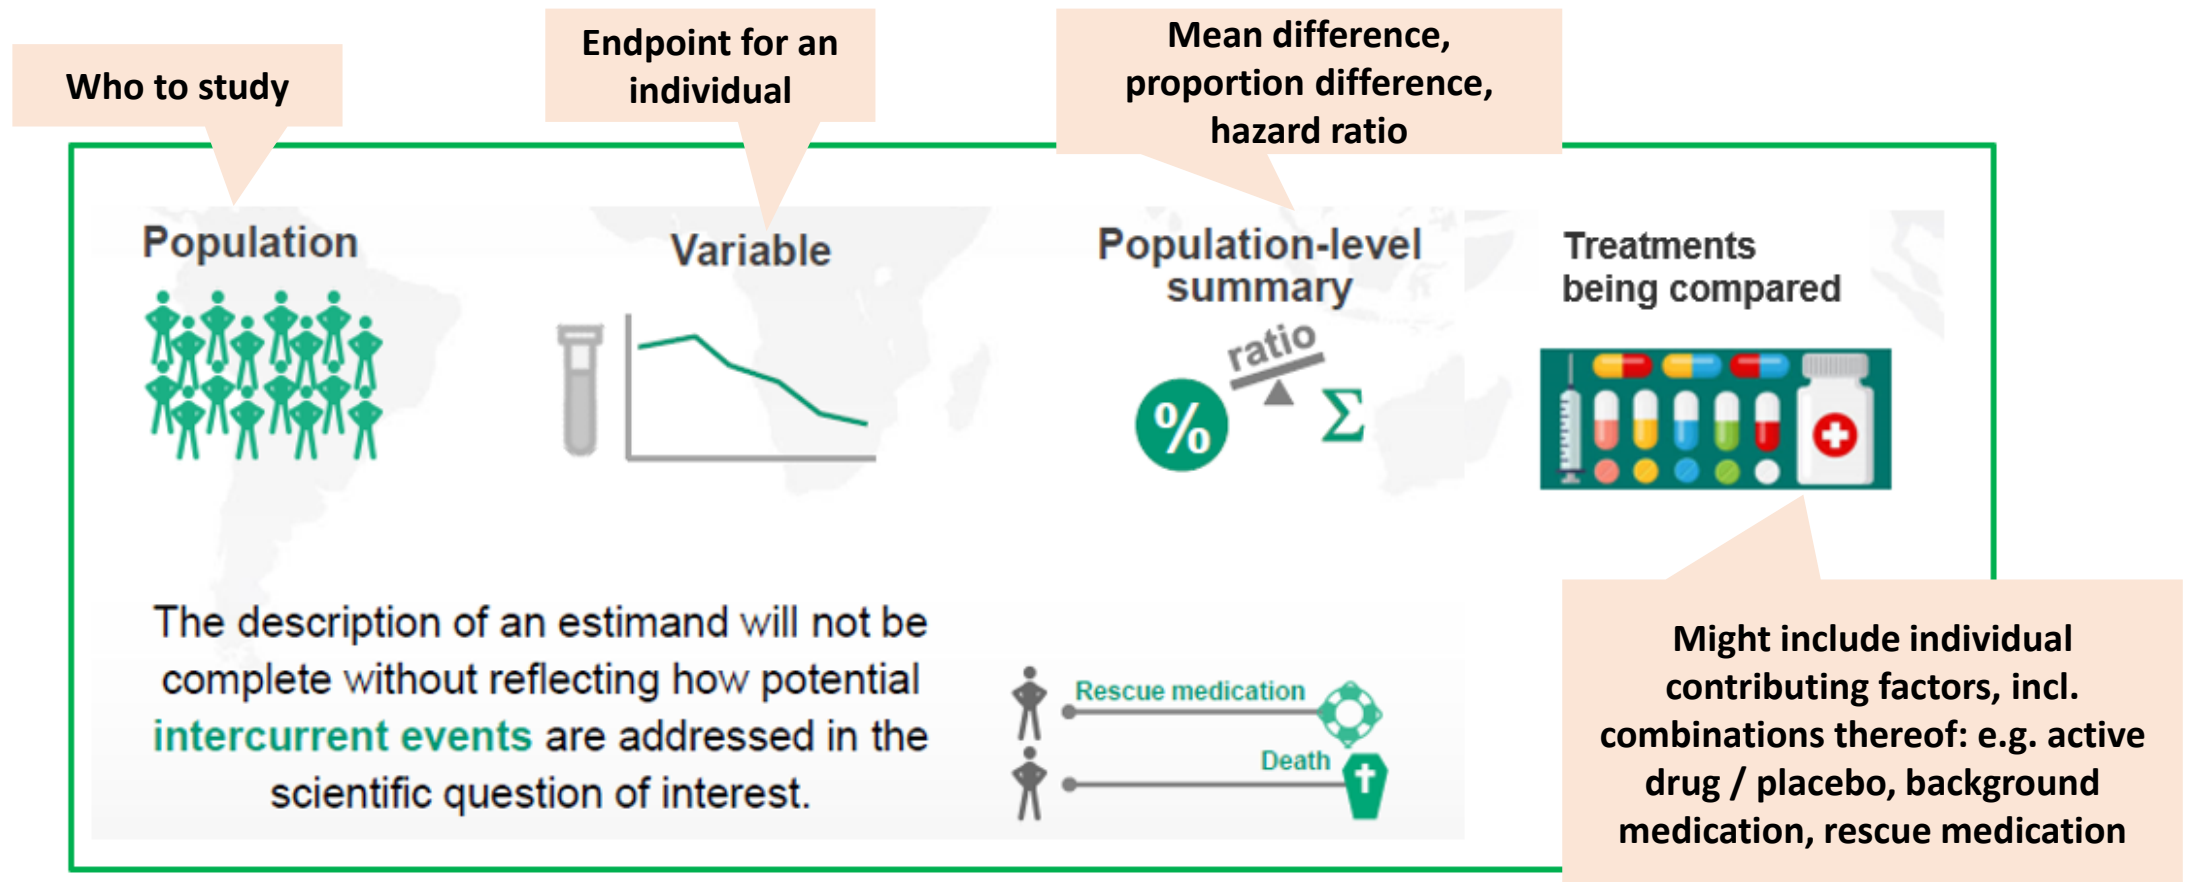 Who to study
Endpoint for an
individual
Mean difference,
proportion difference,
hazard ratio
Population
Variable
Population-level
summary
Treatments
being compared
ratio
%
Σ
The description of an estimand will not be
complete without reflecting how potential
intercurrent events are addressed in the
scientific question of interest.
Rescue medication
Death
Might include individual
contributing factors, incl.
combinations thereof: e.g. active
drug / placebo, background
medication, rescue medication